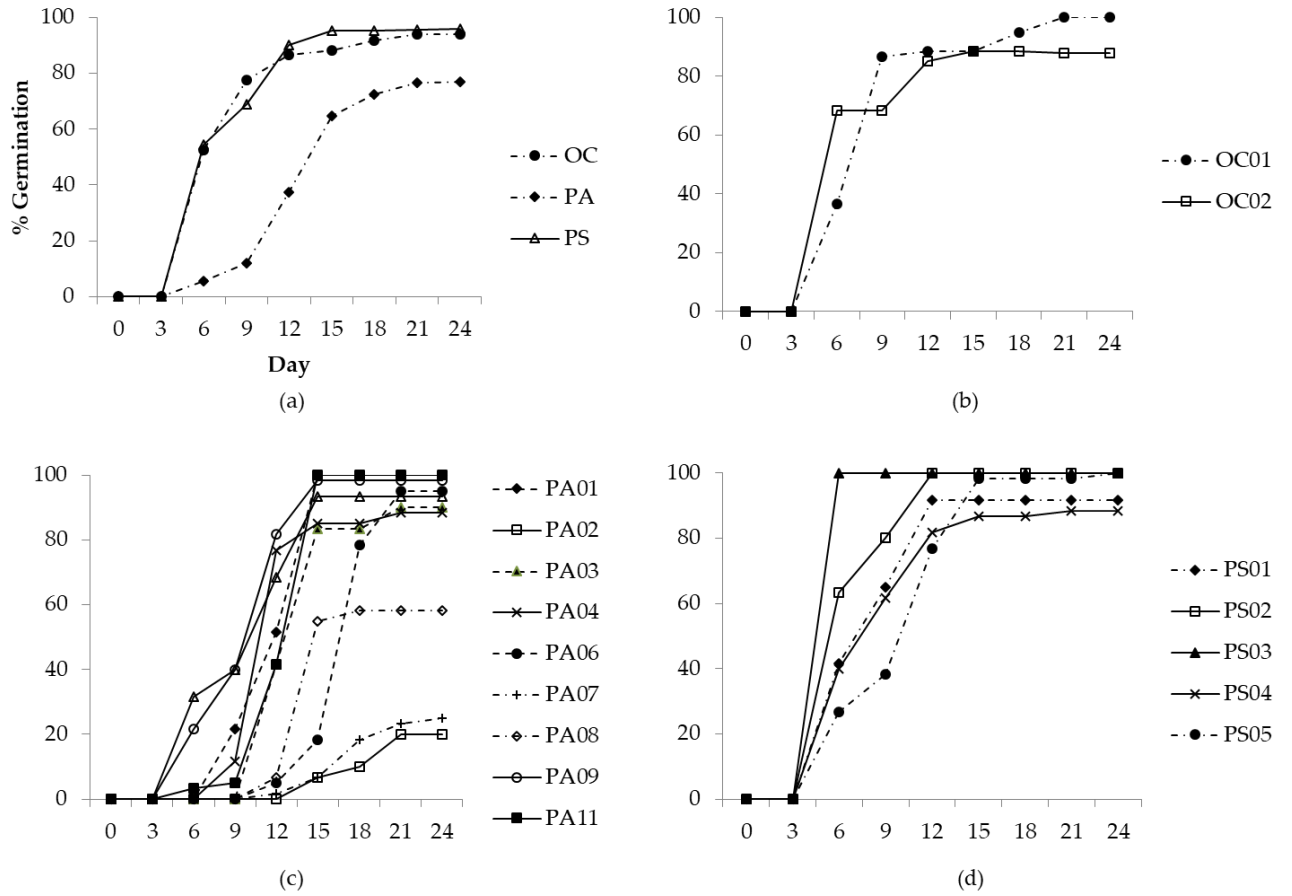 100
80
60
40
20
0
% Germination
0 3 6 9 12 15 18 21 24
Day
OC
PA
PS
(a)
100
80
60
40
20
0
0 3 6 9 12 15 18 21 24
OC01
OC02
(b)
100
80
60
40
20
0
0 3 6 9 12 15 18 21 24
PA01
PA02
PA03
PA04
PA06
PA07
PA08
PA09
PA11
(c)
100
80
60
40
20
0
0 3 6 9 12 15 18 21 24
PS01
PS02
PS03
PS04
PS05
(d)